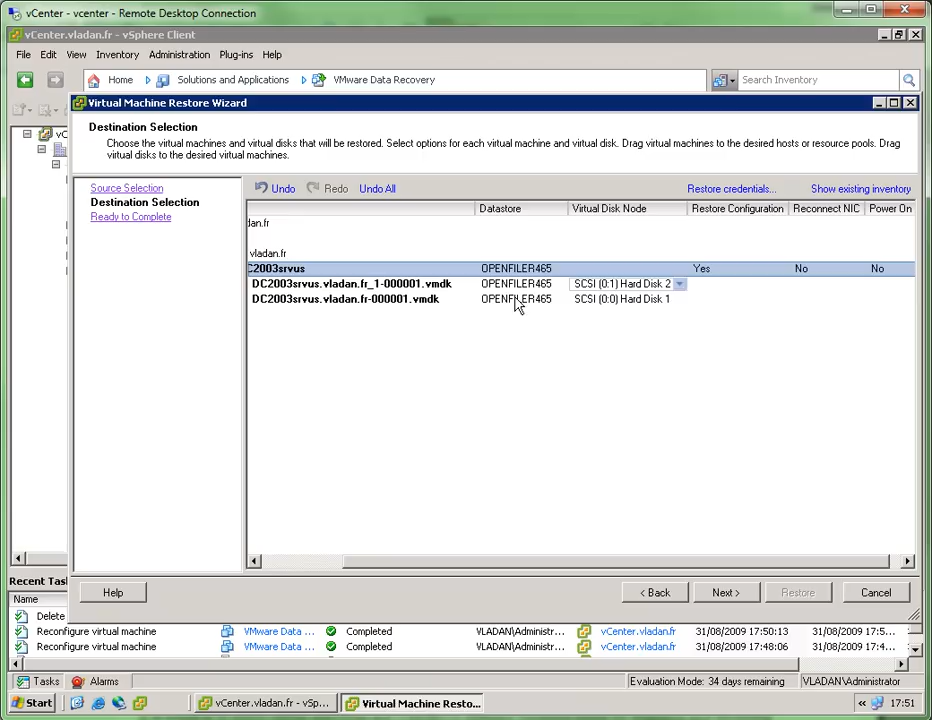 vCenter - vcenter - Remote Desktop Connection
vCenter.vladan.fr - vSphere Client
File Edit View Inventory Administration Plug-ins Help
Home Solutions and Applications VMware Data Recovery Search Inventory
Virtual Machine Restore Wizard
Destination Selection
Choose the virtual machines and virtual disks that will be restored. Select options for each virtual machine and virtual disk. Drag virtual machines to the desired hosts or resource pools. Drag
virtual disks to the desired virtual machines.
Source Selection
Destination Selection
Ready to Complete
Undo Redo Undo All Restore credentials... Show existing inventory
Datastore Virtual Disk Node Restore Configuration Reconnect NIC Power On
dan.fr
vladan.fr
C2003srvus OPENFILER465 Yes No No
DC2003srvus.vladan.fr_1-000001.vmdk OPENFILER465 SCSI (0:1) Hard Disk 2
DC2003srvus.vladan.fr-000001.vmdk OPENFILER465 SCSI (0:0) Hard Disk 1
vC
Help < Back Next > Restore Cancel
Recent Tas
Name
Delete
Reconfigure virtual machine VMware Data ... Completed VLADAN\Administr... vCenter.vladan.fr 31/08/2009 17:50:13 31/08/2009 17:5...
Reconfigure virtual machine VMware Data ... Completed VLADAN\Administr... vCenter.vladan.fr 31/08/2009 17:48:06 31/08/2009 17:4...
Tasks Alarms Evaluation Mode: 34 days remaining VLADAN\Administrator
Start vCenter.vladan.fr - vSp... Virtual Machine Resto... « 17:51